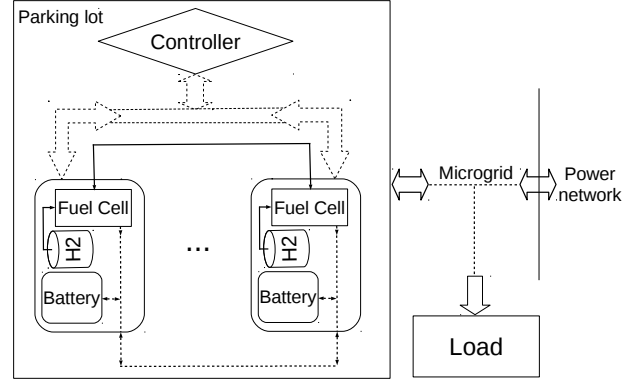 Parking lot
Controller
Microgrid
Power
network
Fuel Cell
Fuel Cell
H2
...
H2
Battery
Battery
Load